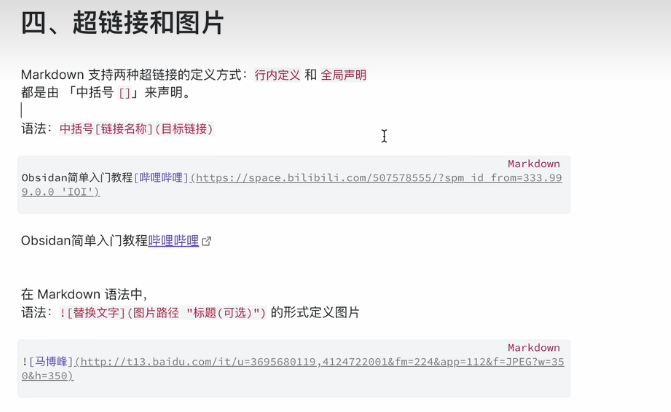 四、超链接和图片
Markdown 支持两种超链接的定义方式：行内定义 和 全局声明
都是由 「中括号 []」来声明。
语法：中括号[链接名称](目标链接)
Markdown
Obsidan简单入门教程[哔哩哔哩](https://space.bilibili.com/507578555/?spm_id_from=333.99
9.0.0 'IOI')
Obsidan简单入门教程哔哩哔哩
在 Markdown 语法中，
语法：![替换文字](图片路径 "标题(可选)") 的形式定义图片
Markdown
![马博峰](http://t13.baidu.com/it/u=3695680119,4124722001&fm=224&app=112&f=JPEG?w=35
0&h=350)